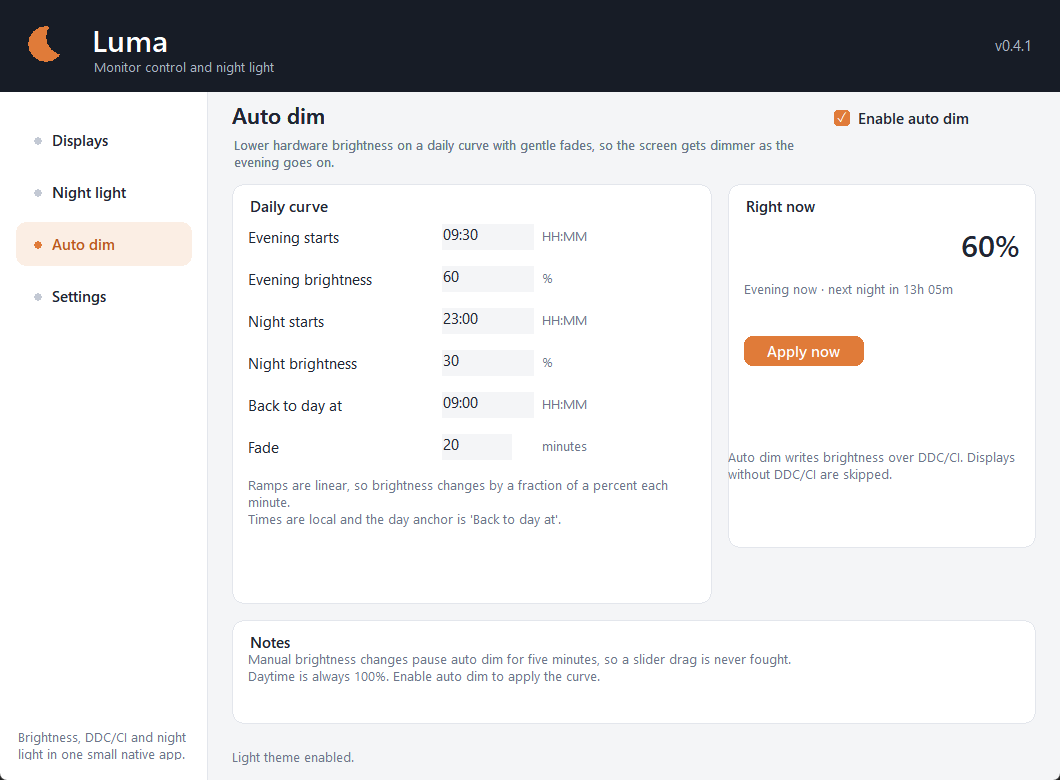 Luma
Monitor control and night light
v0.4.1
Displays
Night light
Auto dim
Settings
Brightness, DDC/CI and night
light in one small native app.
Auto dim
Enable auto dim
Lower hardware brightness on a daily curve with gentle fades, so the screen gets dimmer as the
evening goes on.
Daily curve
Evening starts 09:30 HH:MM
Evening brightness 60 %
Night starts 23:00 HH:MM
Night brightness 30 %
Back to day at 09:00 HH:MM
Fade 20 minutes
Ramps are linear, so brightness changes by a fraction of a percent each
minute.
Times are local and the day anchor is 'Back to day at'.
Right now
60%
Evening now · next night in 13h 05m
Apply now
Auto dim writes brightness over DDC/CI. Displays
without DDC/CI are skipped.
Notes
Manual brightness changes pause auto dim for five minutes, so a slider drag is never fought.
Daytime is always 100%. Enable auto dim to apply the curve.
Light theme enabled.